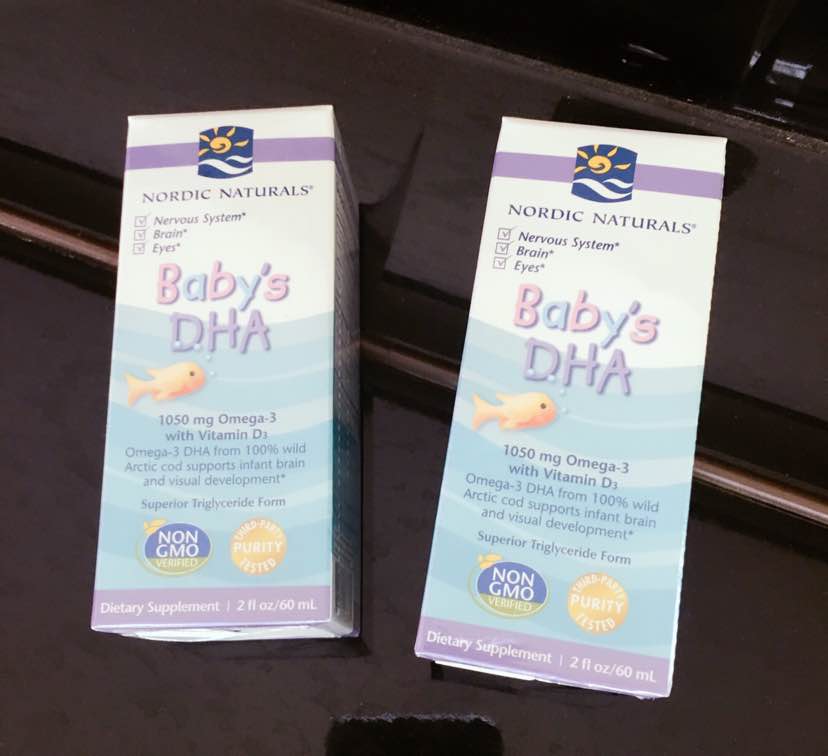 NORDIC NATURALS®
Nervous System*
Brain*
Eyes*
Baby's
DHA
1050 mg Omega-3
with Vitamin D₃
Omega-3 DHA from 100% wild
Arctic cod supports infant brain
and visual development*
Superior Triglyceride Form
NON
GMO
VERIFIED
THIRD-PARTY
PURITY
TESTED
Dietary Supplement | 2 fl oz/60 mL
NORDIC NATURALS®
Nervous System*
Brain*
Eyes*
Baby's
DHA
1050 mg Omega-3
with Vitamin D₃
Omega-3 DHA from 100% wild
Arctic cod supports infant brain
and visual development*
Superior Triglyceride Form
NON
GMO
VERIFIED
THIRD-PARTY
PURITY
TESTED
Dietary Supplement | 2 fl oz/60 mL